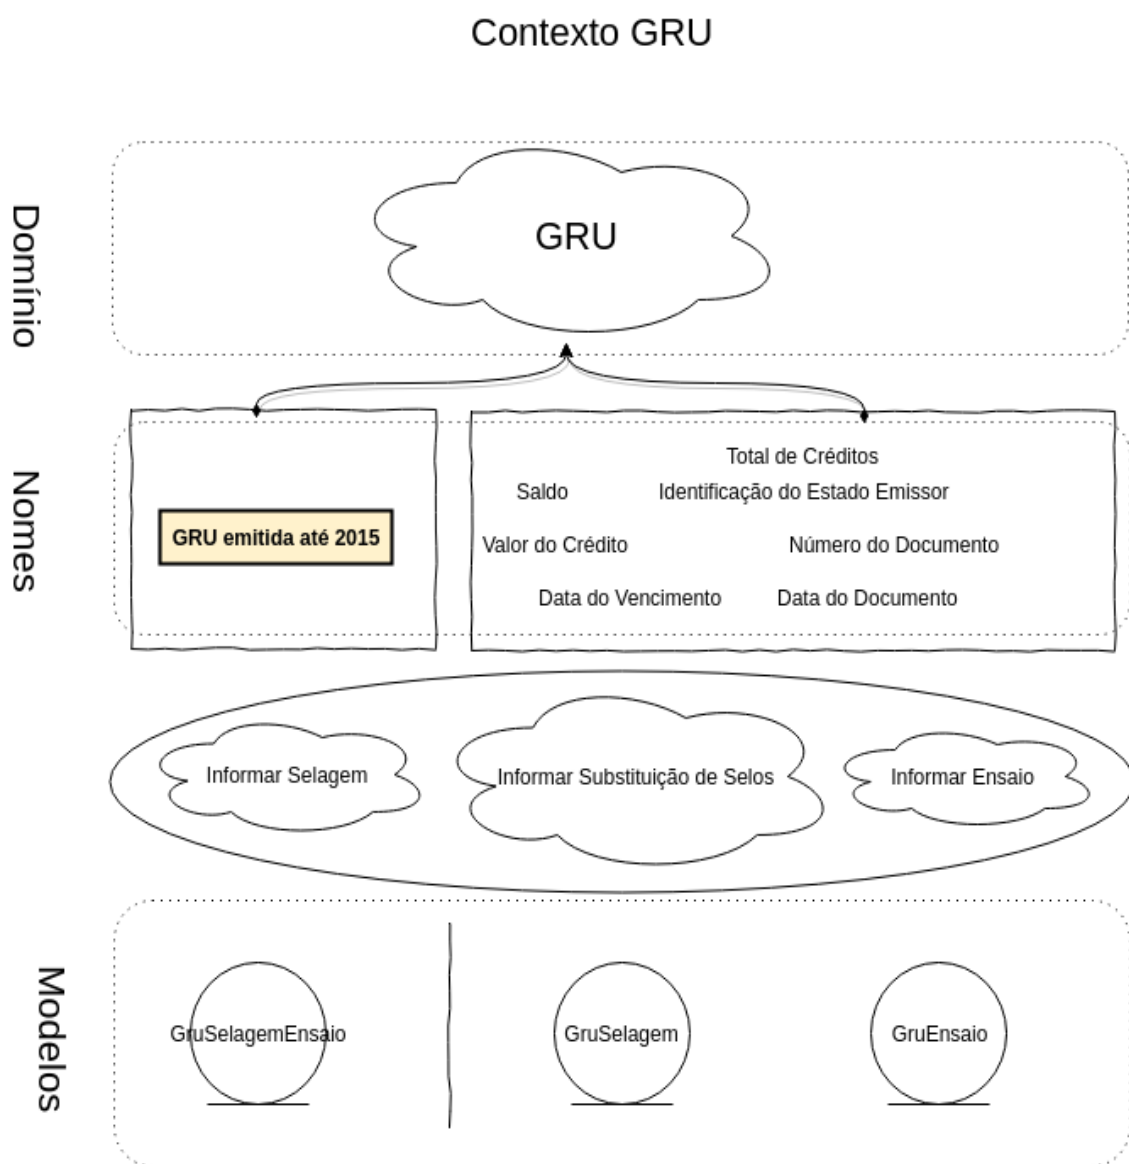 Contexto GRU
Domínio
GRU
Nomes
GRU emitida até 2015
Total de Créditos
Saldo
Identificação do Estado Emissor
Valor do Crédito
Número do Documento
Data do Vencimento
Data do Documento
Informar Selagem
Informar Substituição de Selos
Informar Ensaio
Modelos
GruSelagemEnsaio
GruSelagem
GruEnsaio